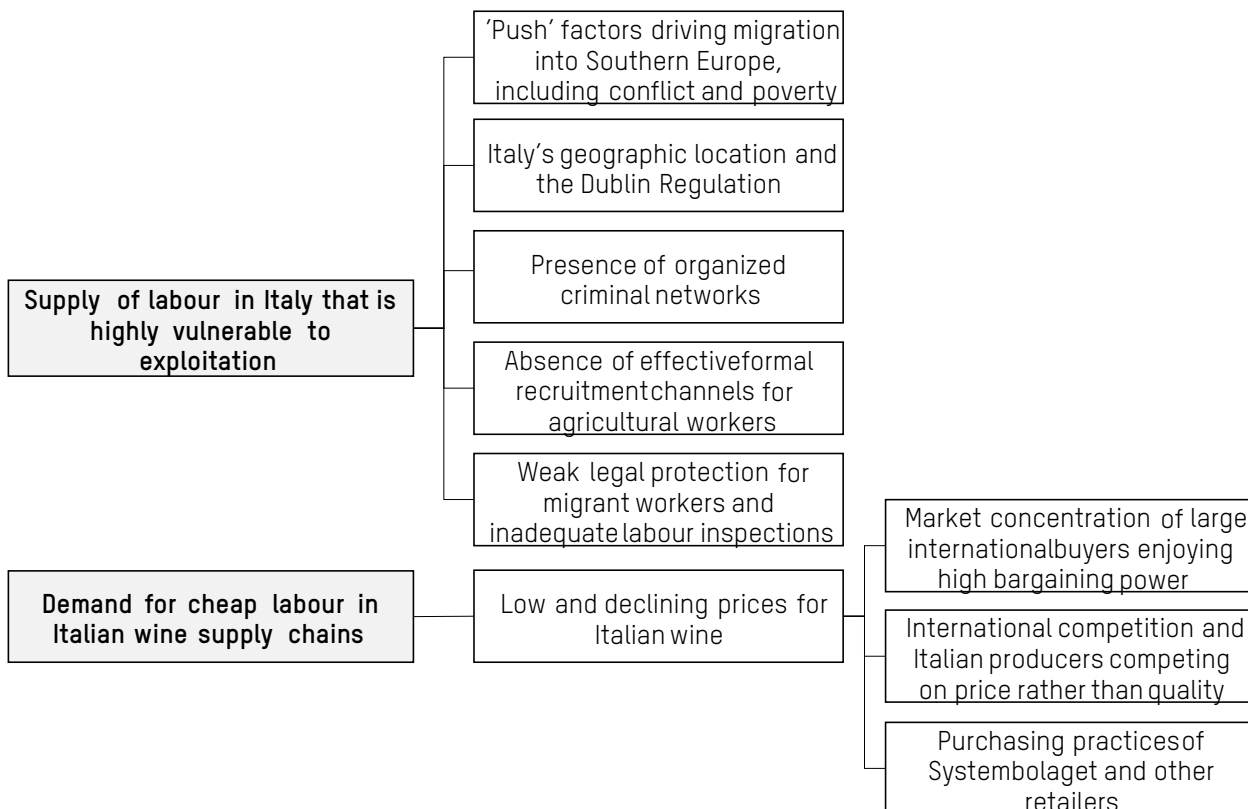 'Push' factors driving migration
into Southern Europe,
including conflict and poverty
Italy's geographic location and
the Dublin Regulation
Presence of organized
criminal networks
Supply of labour in Italy that is
highly vulnerable to
exploitation
Absence of effectiveformal
recruitmentchannels for
agricultural workers
Weak legal protection for
migrant workers and
inadequate labour inspections
Demand for cheap labour in
Italian wine supply chains
Low and declining prices for
Italian wine
Market concentration of large
internationalbuyers enjoying
high bargaining power
International competition and
Italian producers competing
on price rather than quality
Purchasing practices of
Systembolaget and other
retailers